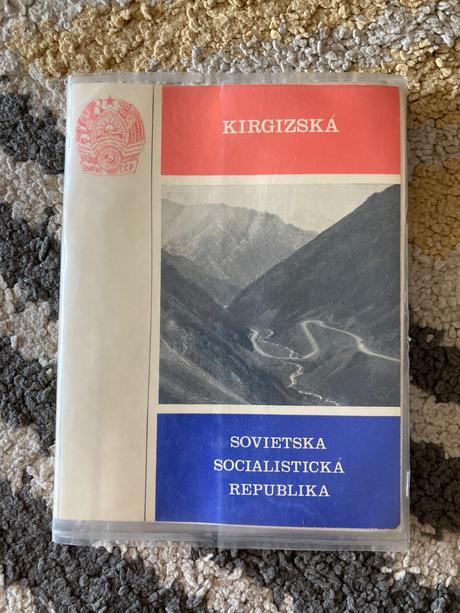 KIRGIZSKÁ
SOVIETSKA
SOCIALISTICKÁ
REPUBLIKA